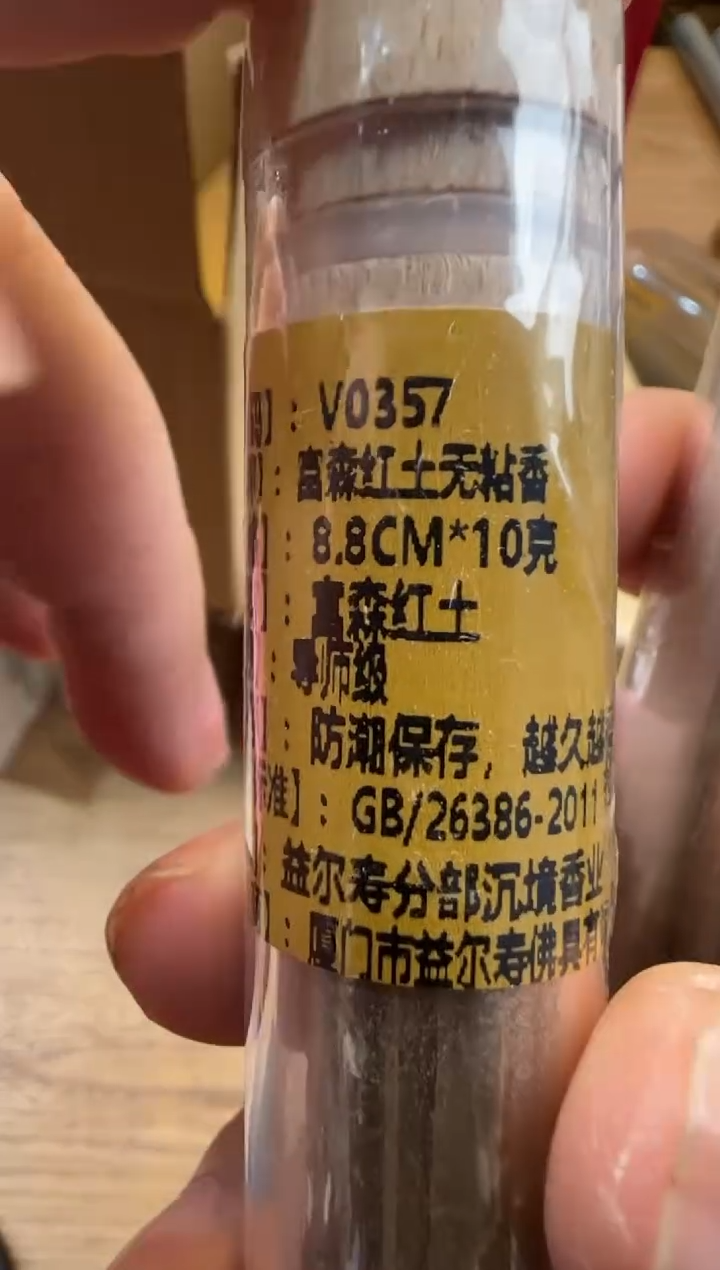 】：V0357
】：富森红土无粘香
】：8.8CM*10克
】：富森红土
：导师级
】：防潮保存，越久越
准】：GB/26386-2011
：益尔寿分部沉境香业
】：厦门市益尔寿佛具有